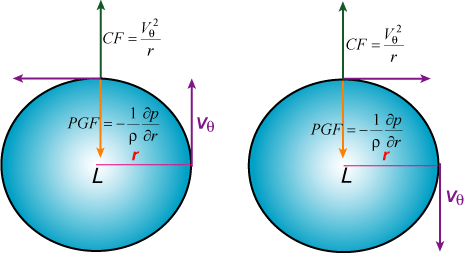 CF = V_θ^2 / r
PGF = −(1/ρ)(∂p/∂r)
r
L
V_θ
CF = V_θ^2 / r
PGF = −(1/ρ)(∂p/∂r)
r
L
V_θ